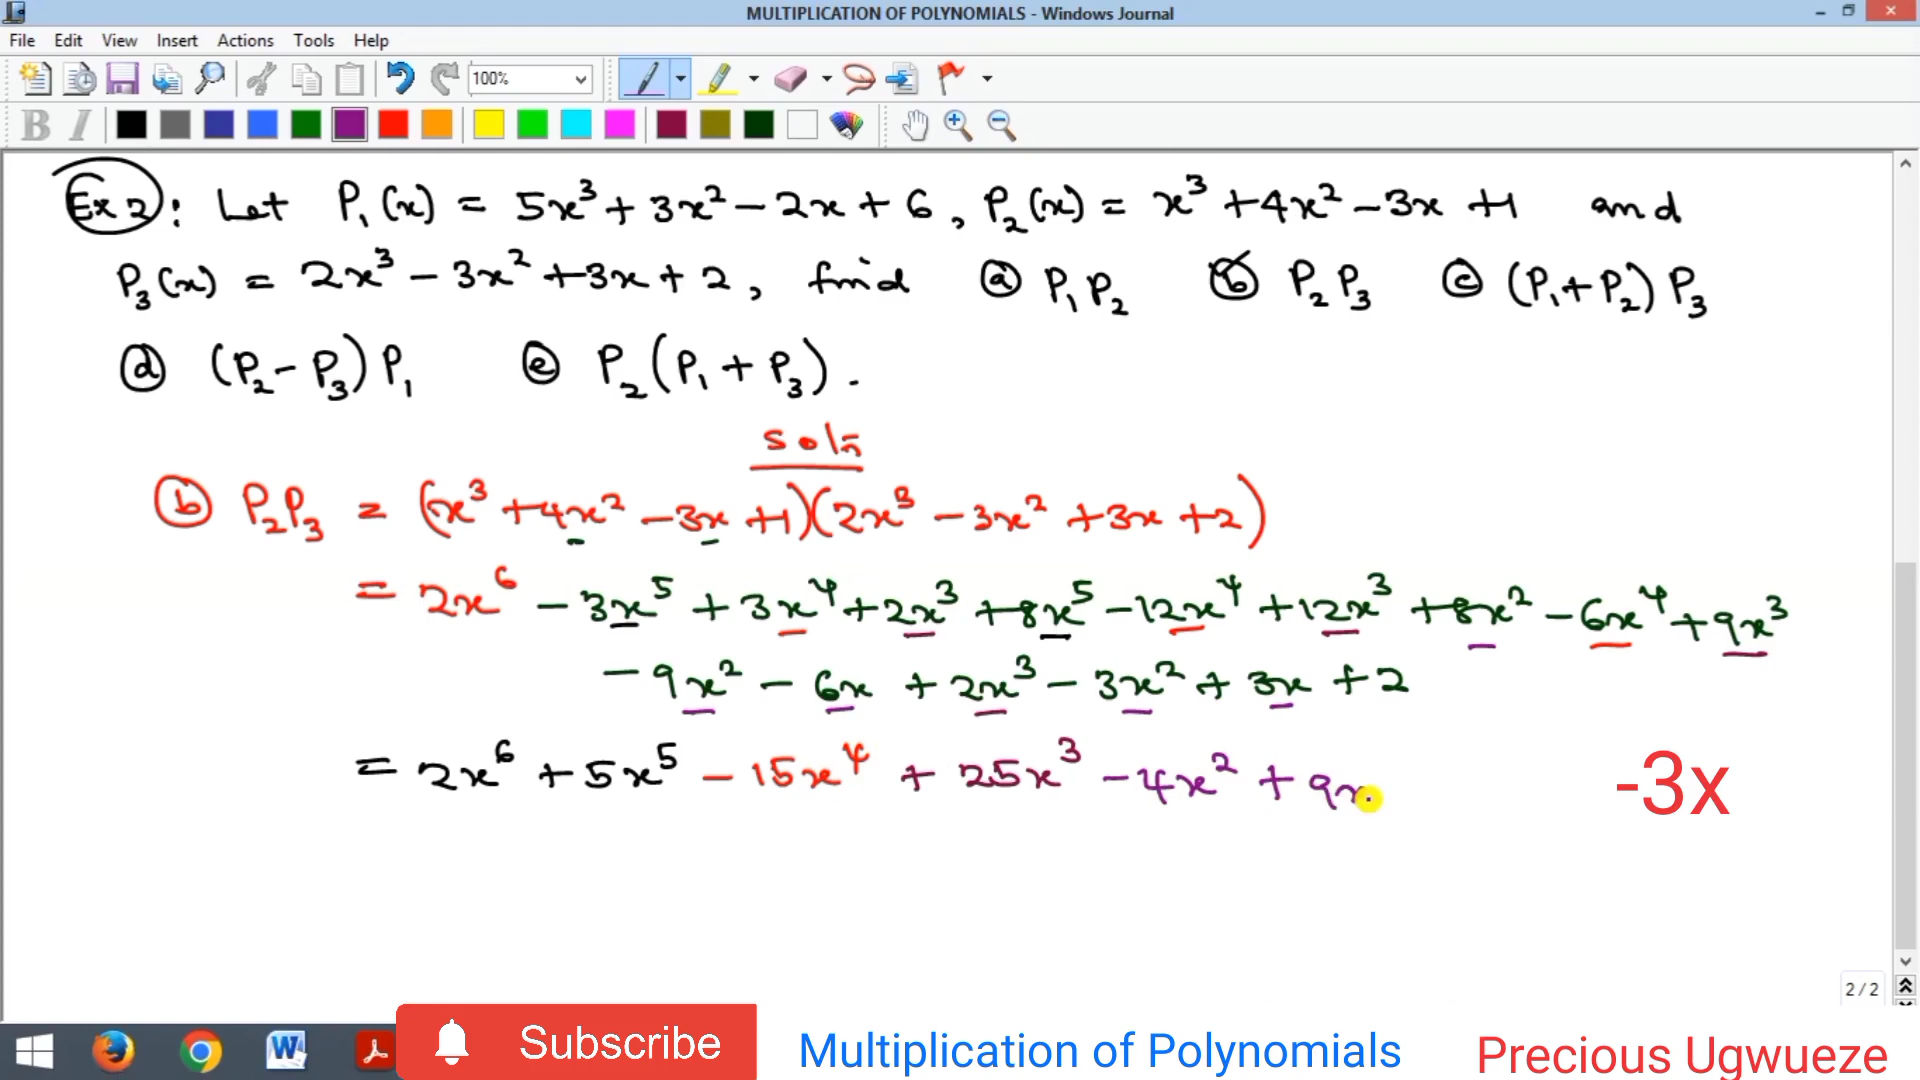 MULTIPLICATION OF POLYNOMIALS - Windows Journal
File Edit View Insert Actions Tools Help
100%
B I
Ex 2: Let P₁(x) = 5x³ + 3x² - 2x + 6, P₂(x) = x³ + 4x² - 3x + 1 and
P₃(x) = 2x³ - 3x² + 3x + 2, find ⓐ P₁P₂ ⓑ P₂P₃ ⓒ (P₁ + P₂)P₃
ⓓ (P₂ - P₃)P₁ ⓔ P₂(P₁ + P₃).
soln
ⓑ P₂P₃ = (x³ + 4x² - 3x + 1)(2x³ - 3x² + 3x + 2)
= 2x⁶ - 3x⁵ + 3x⁴ + 2x³ + 8x⁵ - 12x⁴ + 12x³ + 8x² - 6x⁴ + 9x³
- 9x² - 6x + 2x³ - 3x² + 3x + 2
= 2x⁶ + 5x⁵ - 15x⁴ + 25x³ - 4x² + 9x
-3x
2 / 2
Subscribe
Multiplication of Polynomials
Precious Ugwueze